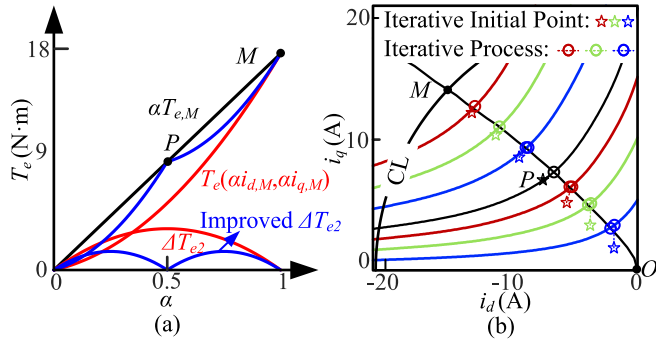 18
9
0
T_e(N·m)
M
αT_{e,M}
P
T_e(αi_{d,M},αi_{q,M})
ΔT_{e2}
Improved ΔT_{e2}
0
0.5
1
α
(a)
20
10
0
i_q(A)
Iterative Initial Point:
Iterative Process:
M
CL
P
O
-20
-10
0
i_d(A)
(b)